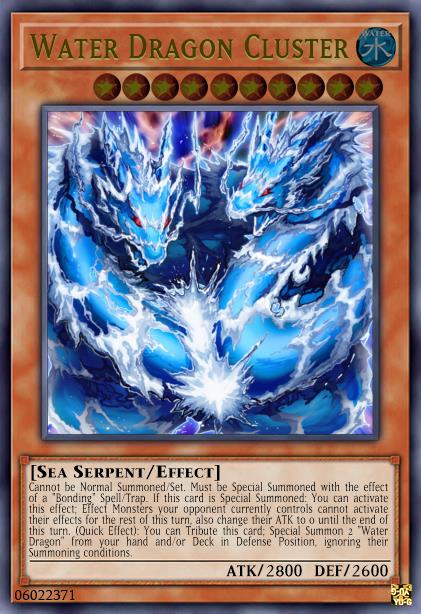 WATER DRAGON CLUSTER
WATER
水
[SEA SERPENT/EFFECT]
Cannot be Normal Summoned/Set. Must be Special Summoned with the effect
of a "Bonding" Spell/Trap. If this card is Special Summoned: You can activate
this effect; Effect Monsters your opponent currently controls cannot activate
their effects for the rest of this turn, also change their ATK to 0 until the end of
this turn. (Quick Effect): You can Tribute this card; Special Summon 2 "Water
Dragon" from your hand and/or Deck in Defense Position, ignoring their
Summoning conditions.
ATK/2800 DEF/2600
06022371